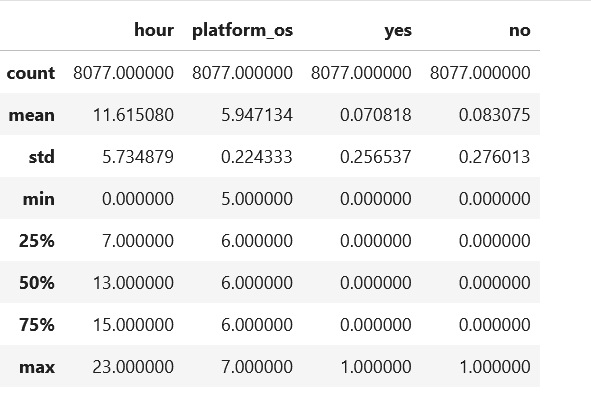 hour platform_os yes no
count 8077.000000 8077.000000 8077.000000 8077.000000
mean 11.615080 5.947134 0.070818 0.083075
std 5.734879 0.224333 0.256537 0.276013
min 0.000000 5.000000 0.000000 0.000000
25% 7.000000 6.000000 0.000000 0.000000
50% 13.000000 6.000000 0.000000 0.000000
75% 15.000000 6.000000 0.000000 0.000000
max 23.000000 7.000000 1.000000 1.000000